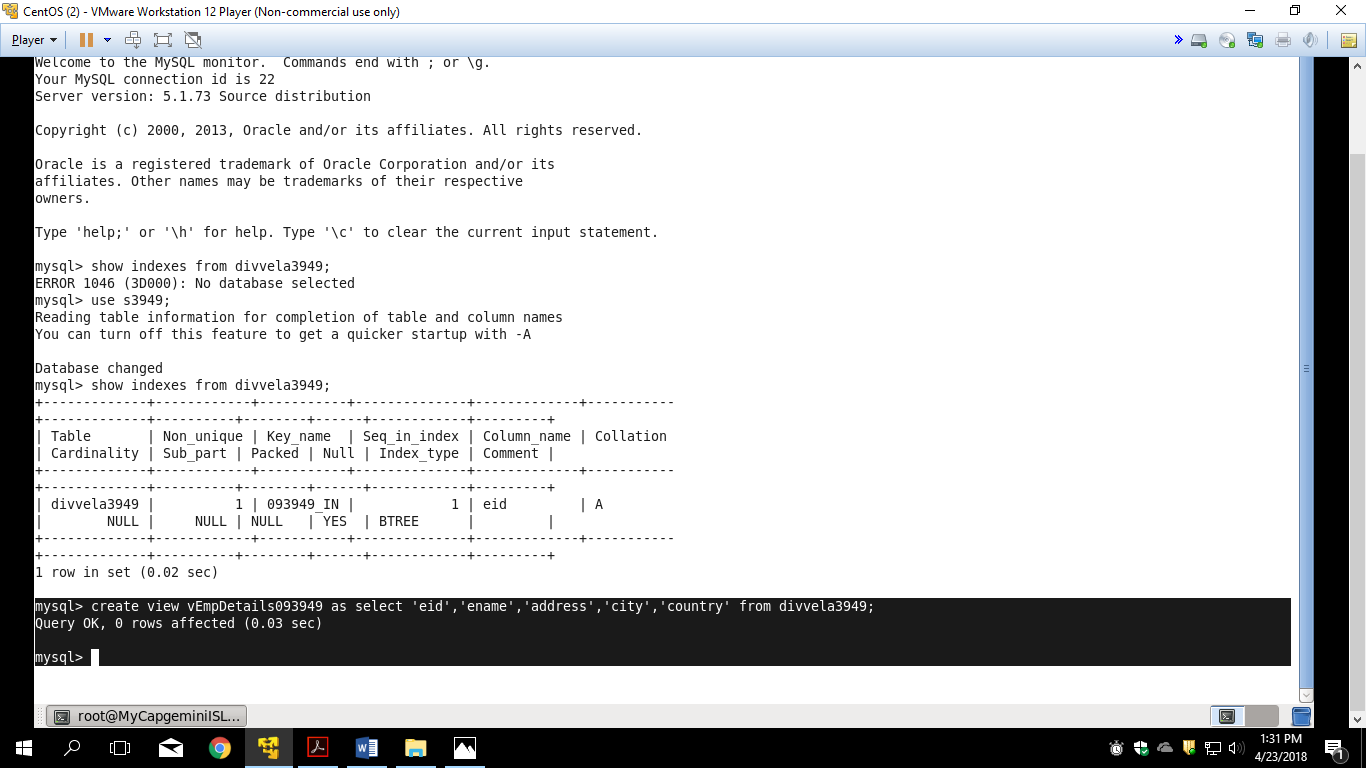 CentOS (2) - VMware Workstation 12 Player (Non-commercial use only)
Player
Welcome to the MySQL monitor.  Commands end with ; or \g.
Your MySQL connection id is 22
Server version: 5.1.73 Source distribution

Copyright (c) 2000, 2013, Oracle and/or its affiliates. All rights reserved.

Oracle is a registered trademark of Oracle Corporation and/or its
affiliates. Other names may be trademarks of their respective
owners.

Type 'help;' or '\h' for help. Type '\c' to clear the current input statement.

mysql> show indexes from divvela3949;
ERROR 1046 (3D000): No database selected
mysql> use s3949;
Reading table information for completion of table and column names
You can turn off this feature to get a quicker startup with -A

Database changed
mysql> show indexes from divvela3949;
+-------------+------------+-----------+--------------+-------------+-----------
+-------------+----------+--------+------+------------+---------+
| Table       | Non_unique | Key_name  | Seq_in_index | Column_name | Collation
| Cardinality | Sub_part | Packed | Null | Index_type | Comment |
+-------------+------------+-----------+--------------+-------------+-----------
+-------------+----------+--------+------+------------+---------+
| divvela3949 |          1 | 093949_IN |            1 | eid         | A
|        NULL |     NULL | NULL   | YES  | BTREE      |         |
+-------------+------------+-----------+--------------+-------------+-----------
+-------------+----------+--------+------+------------+---------+
1 row in set (0.02 sec)

mysql> create view vEmpDetails093949 as select 'eid','ename','address','city','country' from divvela3949;
Query OK, 0 rows affected (0.03 sec)

mysql>
root@MyCapgeminiISL...
1:31 PM
4/23/2018
1